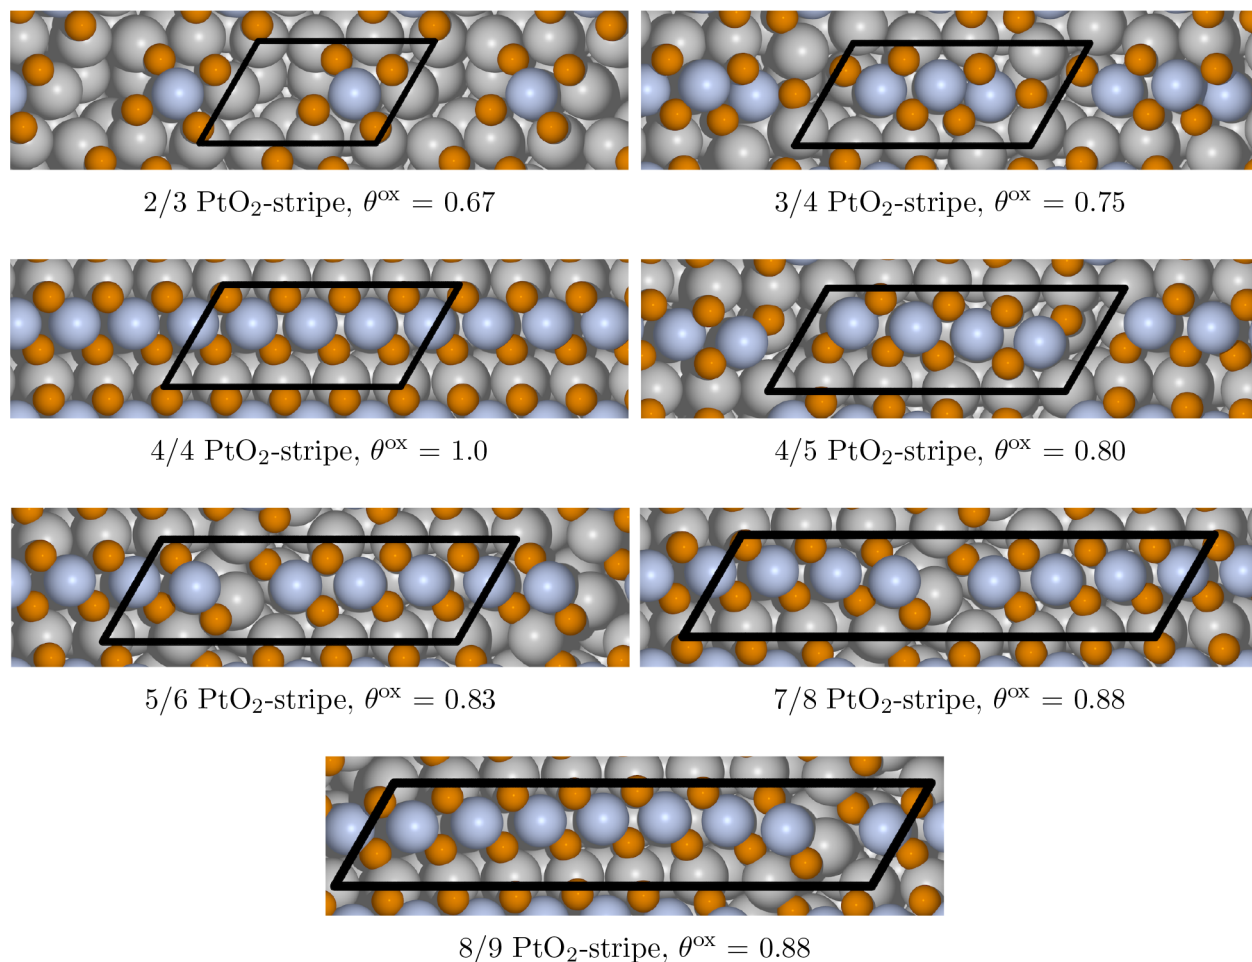 2/3 PtO₂-stripe, θᵒˣ = 0.67
3/4 PtO₂-stripe, θᵒˣ = 0.75
4/4 PtO₂-stripe, θᵒˣ = 1.0
4/5 PtO₂-stripe, θᵒˣ = 0.80
5/6 PtO₂-stripe, θᵒˣ = 0.83
7/8 PtO₂-stripe, θᵒˣ = 0.88
8/9 PtO₂-stripe, θᵒˣ = 0.88